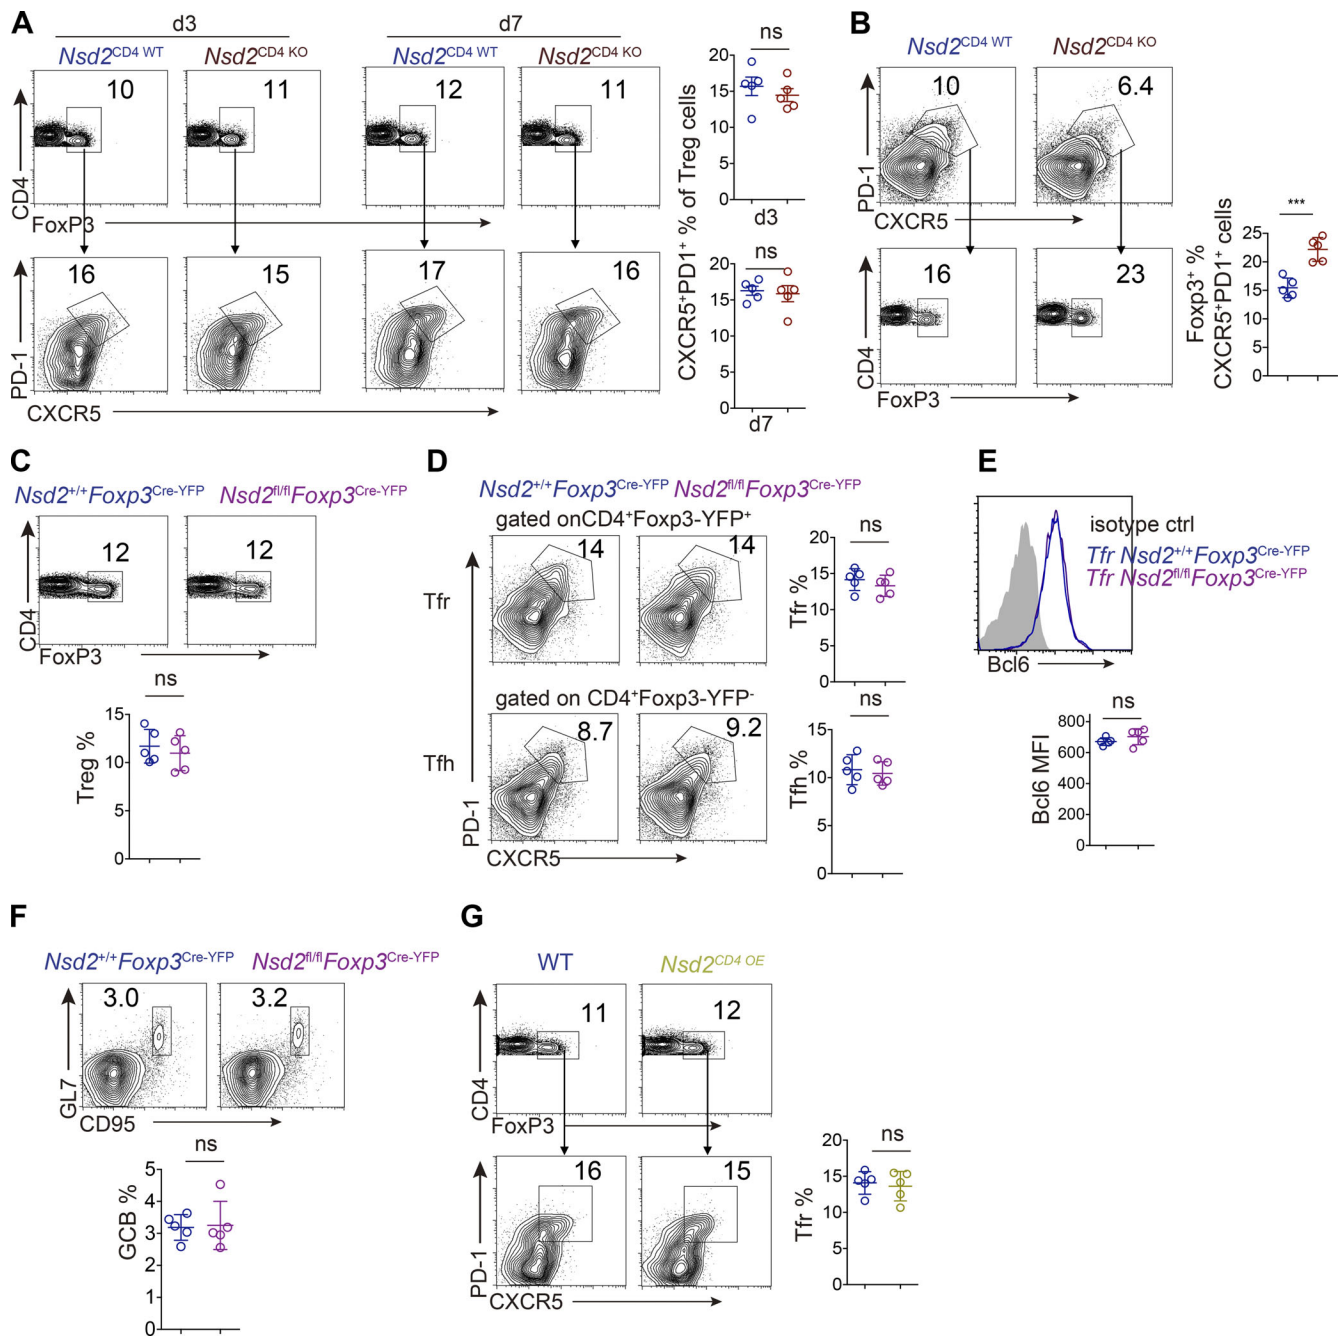 A
d3
d7
Nsd2CD4 WT
Nsd2CD4 KO
Nsd2CD4 WT
Nsd2CD4 KO
10
11
12
11
CD4
FoxP3
16
15
17
16
PD-1
CXCR5
CXCR5+PD1+ % of Treg cells
ns
20
15
10
5
0
d3
ns
20
15
10
5
0
d7
B
Nsd2CD4 WT
Nsd2CD4 KO
10
6.4
PD-1
CXCR5
16
23
CD4
FoxP3
Foxp3+ %
CXCR5+PD1+ cells
***
25
20
15
10
5
0
C
Nsd2+/+Foxp3Cre-YFP
Nsd2fl/flFoxp3Cre-YFP
12
12
CD4
FoxP3
ns
Treg %
15
10
5
0
D
Nsd2+/+Foxp3Cre-YFP
Nsd2fl/flFoxp3Cre-YFP
gated onCD4+Foxp3-YFP+
14
14
Tfr
gated on CD4+Foxp3-YFP-
8.7
9.2
Tfh
PD-1
CXCR5
ns
Tfr %
20
15
10
5
0
ns
Tfh %
15
10
5
0
E
isotype ctrl
Tfr Nsd2+/+Foxp3Cre-YFP
Tfr Nsd2fl/flFoxp3Cre-YFP
Bcl6
ns
Bcl6 MFI
800
600
400
200
0
F
Nsd2+/+Foxp3Cre-YFP
Nsd2fl/flFoxp3Cre-YFP
3.0
3.2
GL7
CD95
ns
GCB %
5
4
3
2
1
0
G
WT
Nsd2CD4 OE
11
12
CD4
FoxP3
16
15
PD-1
CXCR5
ns
Tfr %
20
15
10
5
0